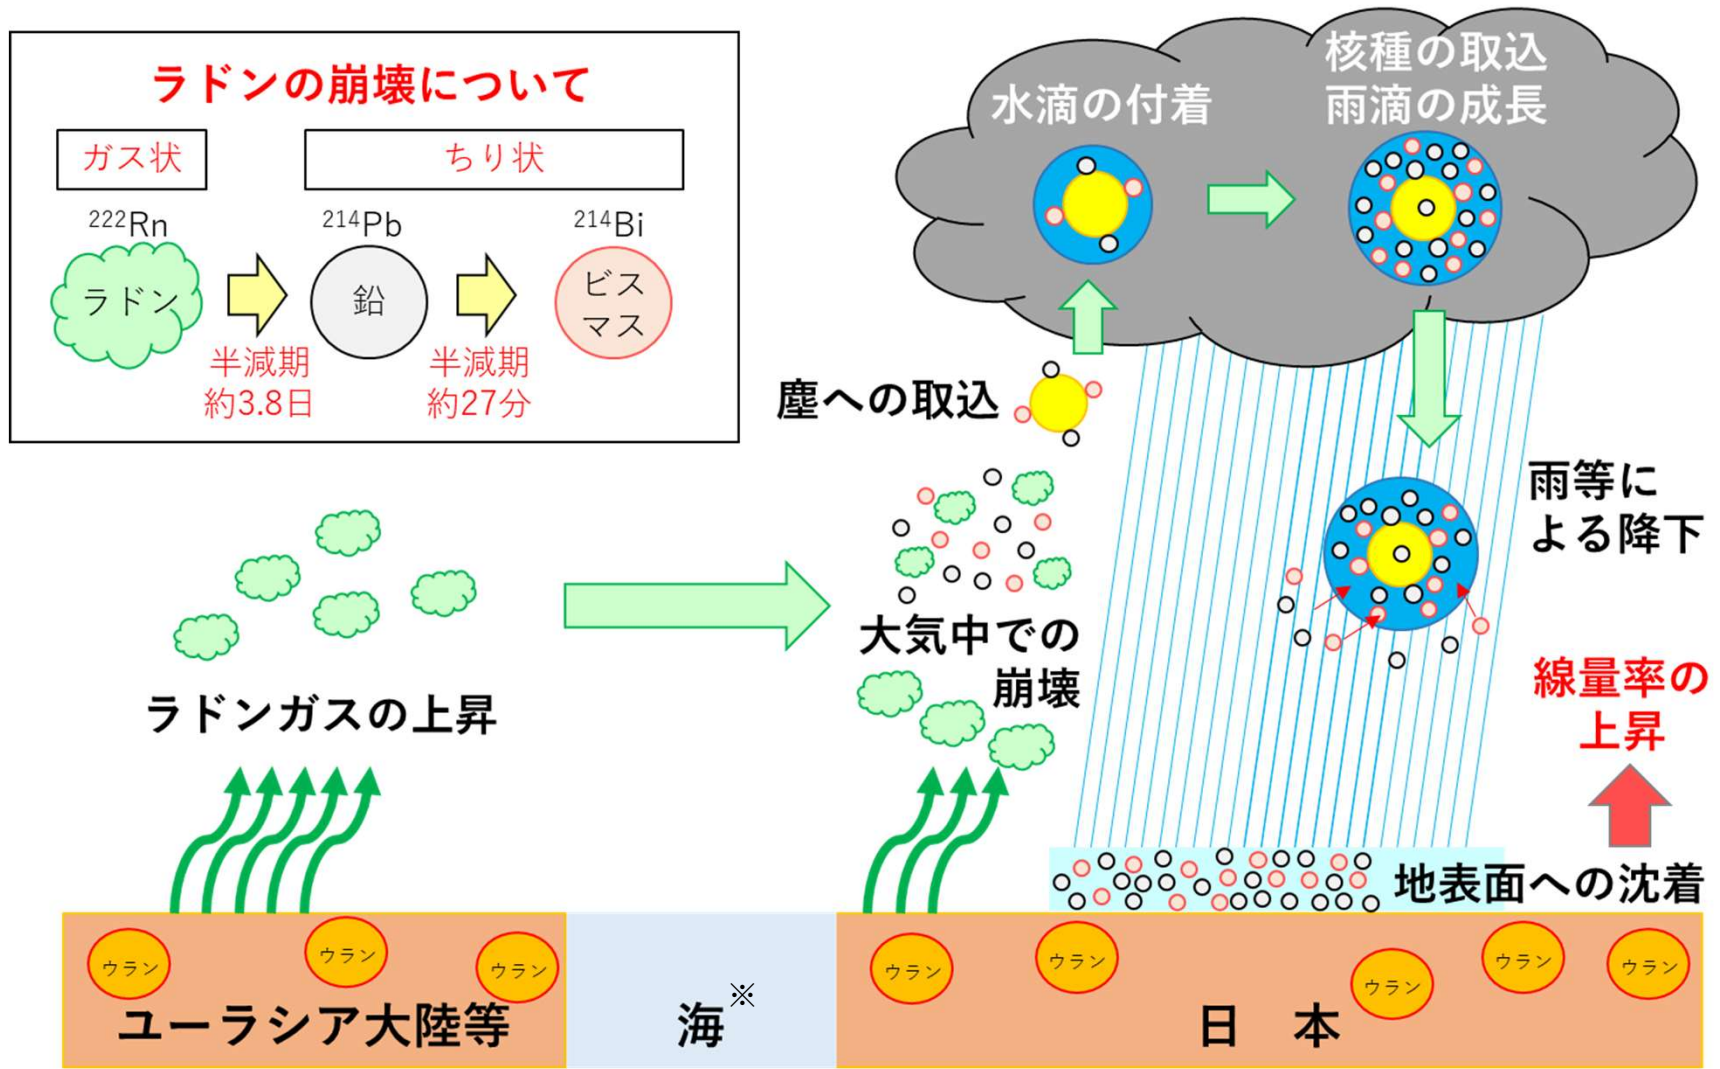 ラドンの崩壊について
ガス状
ちり状
222Rn
214Pb
214Bi
ラドン
鉛
ビス
マス
半減期
約3.8日
半減期
約27分
水滴の付着
核種の取込
雨滴の成長
塵への取込
雨等に
よる降下
大気中での
崩壊
ラドンガスの上昇
線量率の
上昇
地表面への沈着
ウラン
ウラン
ウラン
ウラン
ウラン
ウラン
ウラン
ウラン
ユーラシア大陸等
海※
日 本